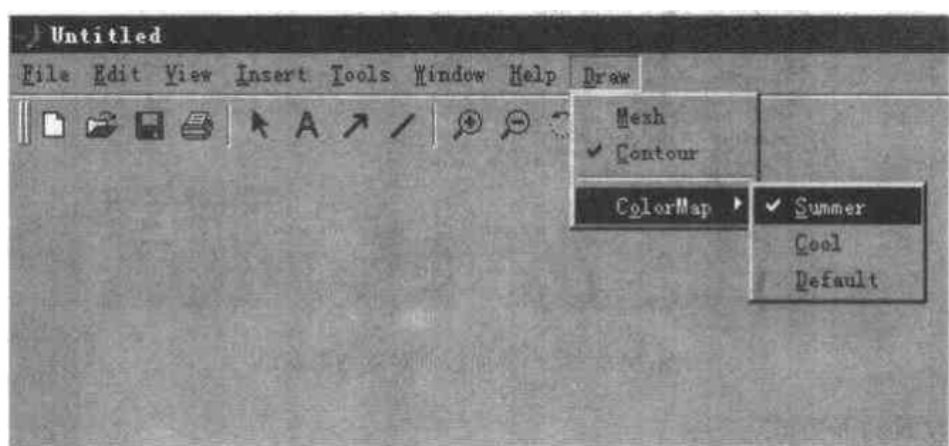 Untitled
File Edit View Insert Tools Window Help Draw
A
Mesh
Contour
ColorMap
Summer
Cool
Default